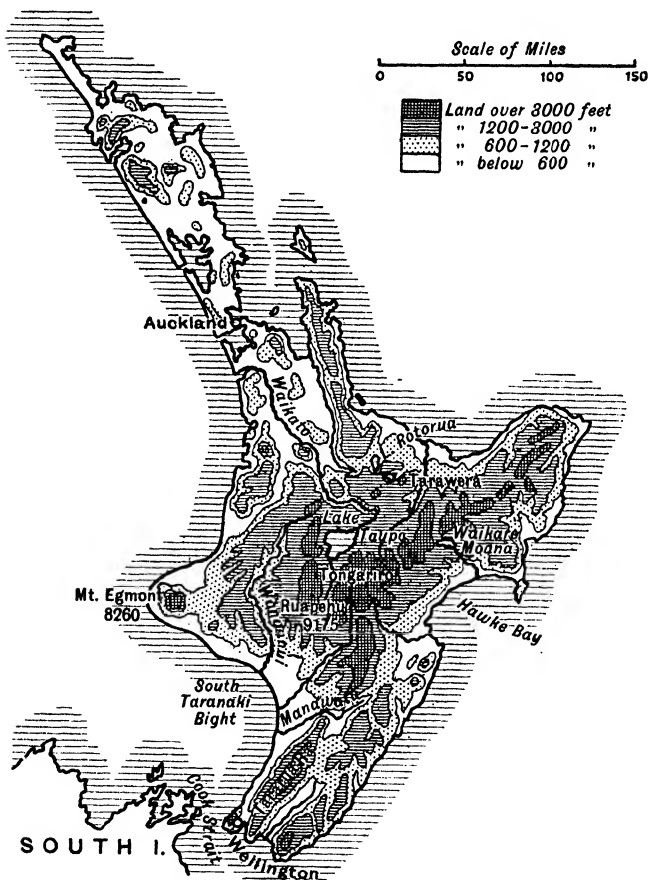 Scale of Miles
0 50 100 150
Land over 3000 feet
" 1200-3000 "
" 600-1200 "
" below 600 "
Auckland
Waikato
Rotorua
Tarawera
Lake
Taupo
Waikare
Moana
Tongariro
Mt. Egmont
8260
Ruapehu
9175
Wanganui
Hawke Bay
South
Taranaki
Bight
Manawatu
Cook Strait
SOUTH I.
Wellington